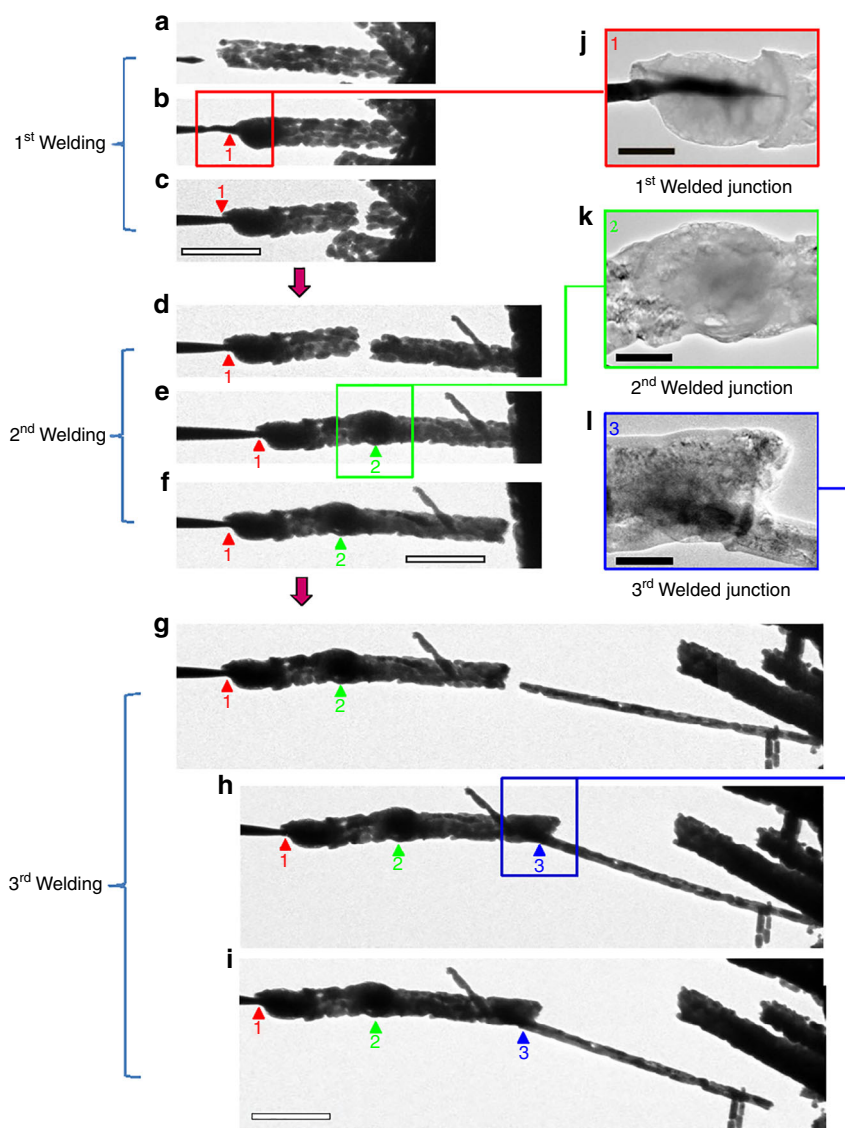 a
b
1
c
1
1st Welding
j
1
1st Welded junction
k
2
2nd Welded junction
d
1
e
1
2
f
1
2
2nd Welding
l
3
3rd Welded junction
g
1
2
h
1
2
3
i
1
2
3
3rd Welding